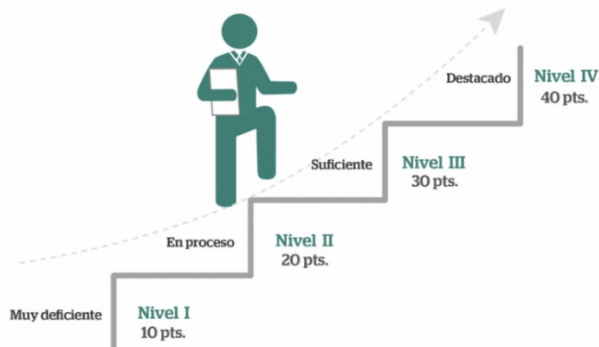 Destacado
Nivel IV
40 pts.
Suficiente
Nivel III
30 pts.
En proceso
Nivel II
20 pts.
Muy deficiente
Nivel I
10 pts.